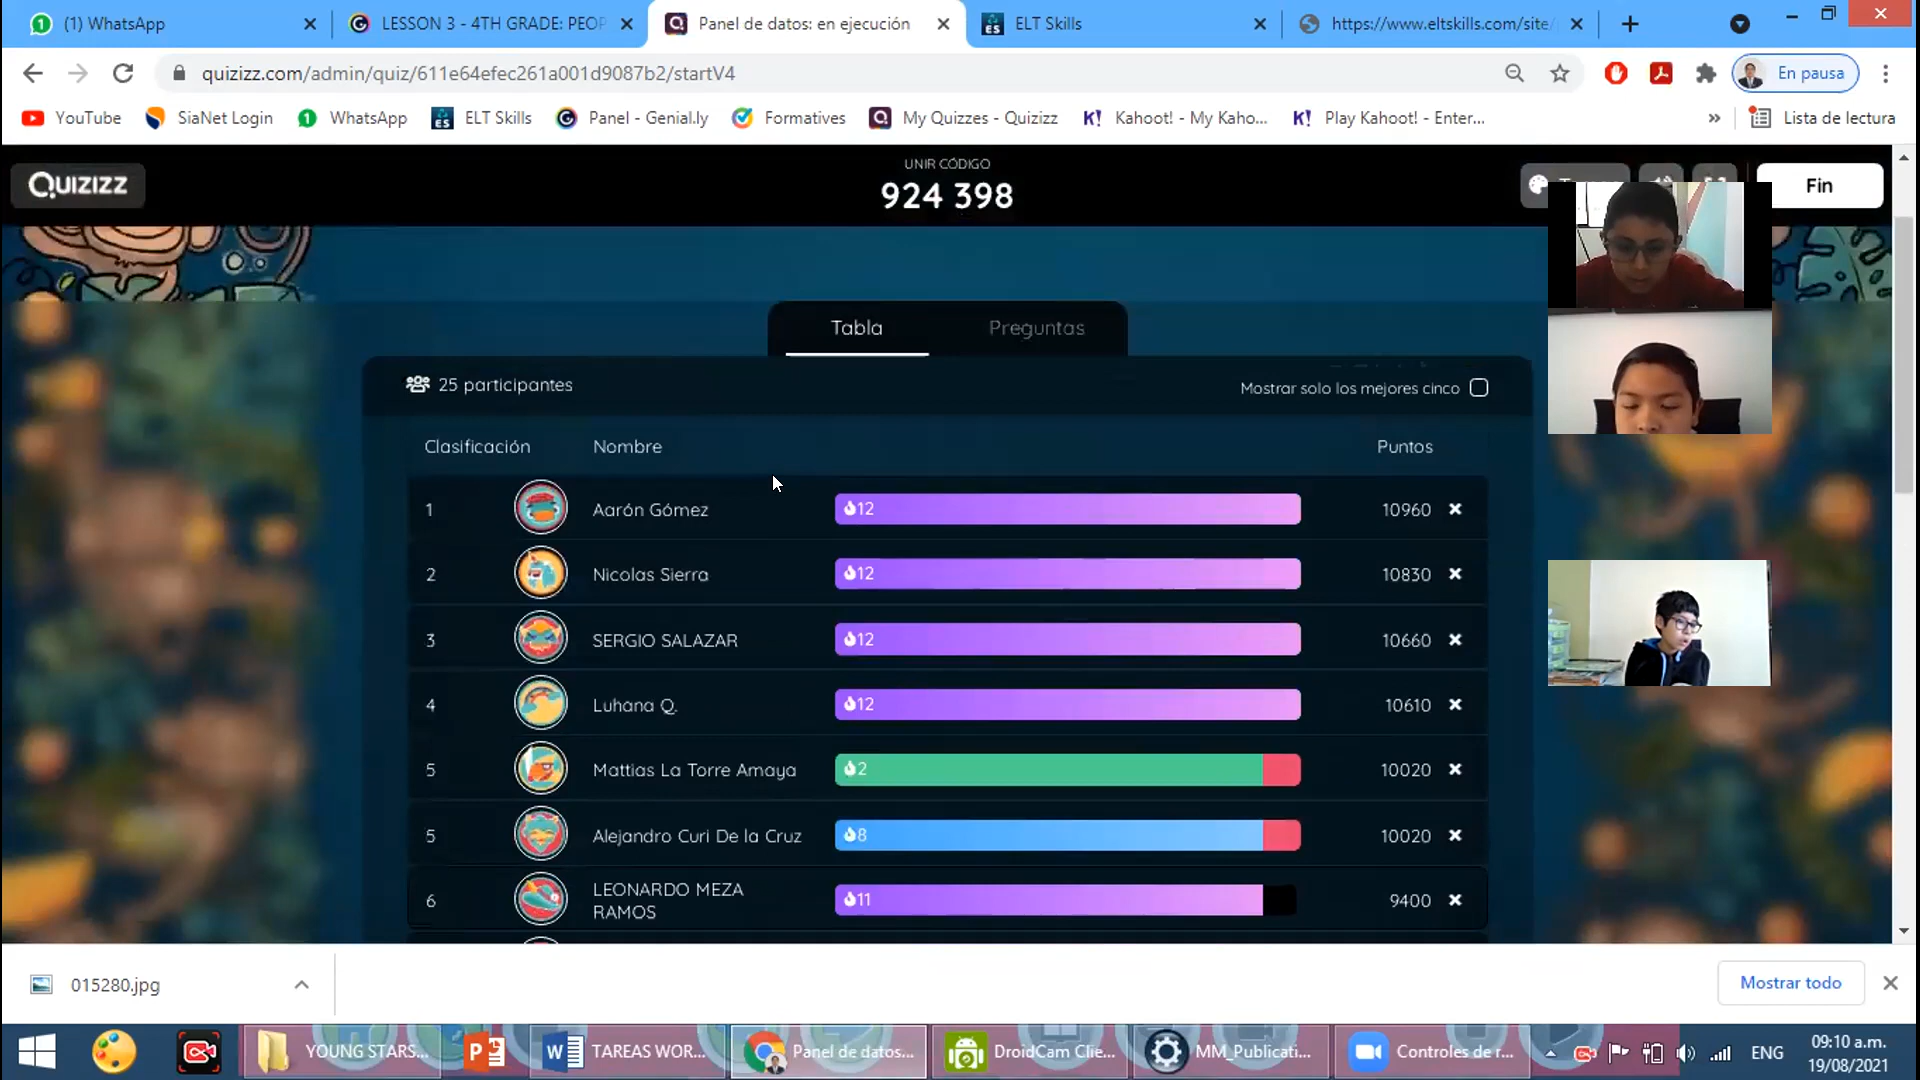 (1) WhatsApp
LESSON 3 - 4TH GRADE: PEOP
Panel de datos: en ejecución
ELT Skills
https://www.eltskills.com/site/
quizizz.com/admin/quiz/611e64efec261a001d9087b2/startV4
En pausa
YouTube
SiaNet Login
WhatsApp
ELT Skills
Panel - Genial.ly
Formatives
My Quizzes - Quizizz
Kahoot! - My Kaho...
Play Kahoot! - Enter...
»
Lista de lectura
QUIZIZZ
UNIR CÓDIGO
924 398
Fin
Tabla
Preguntas
25 participantes
Mostrar solo los mejores cinco
Clasificación Nombre Puntos
1 Aarón Gómez 12 10960
2 Nicolas Sierra 12 10830
3 SERGIO SALAZAR 12 10660
4 Luhana Q. 12 10610
5 Mattias La Torre Amaya 2 10020
5 Alejandro Curi De la Cruz 8 10020
6 LEONARDO MEZA
RAMOS 11 9400
015280.jpg
Mostrar todo
YOUNG STARS...
TAREAS WOR...
Panel de datos...
DroidCam Clie...
MM_Publicati...
Controles de r...
ENG
09:10 a.m.
19/08/2021